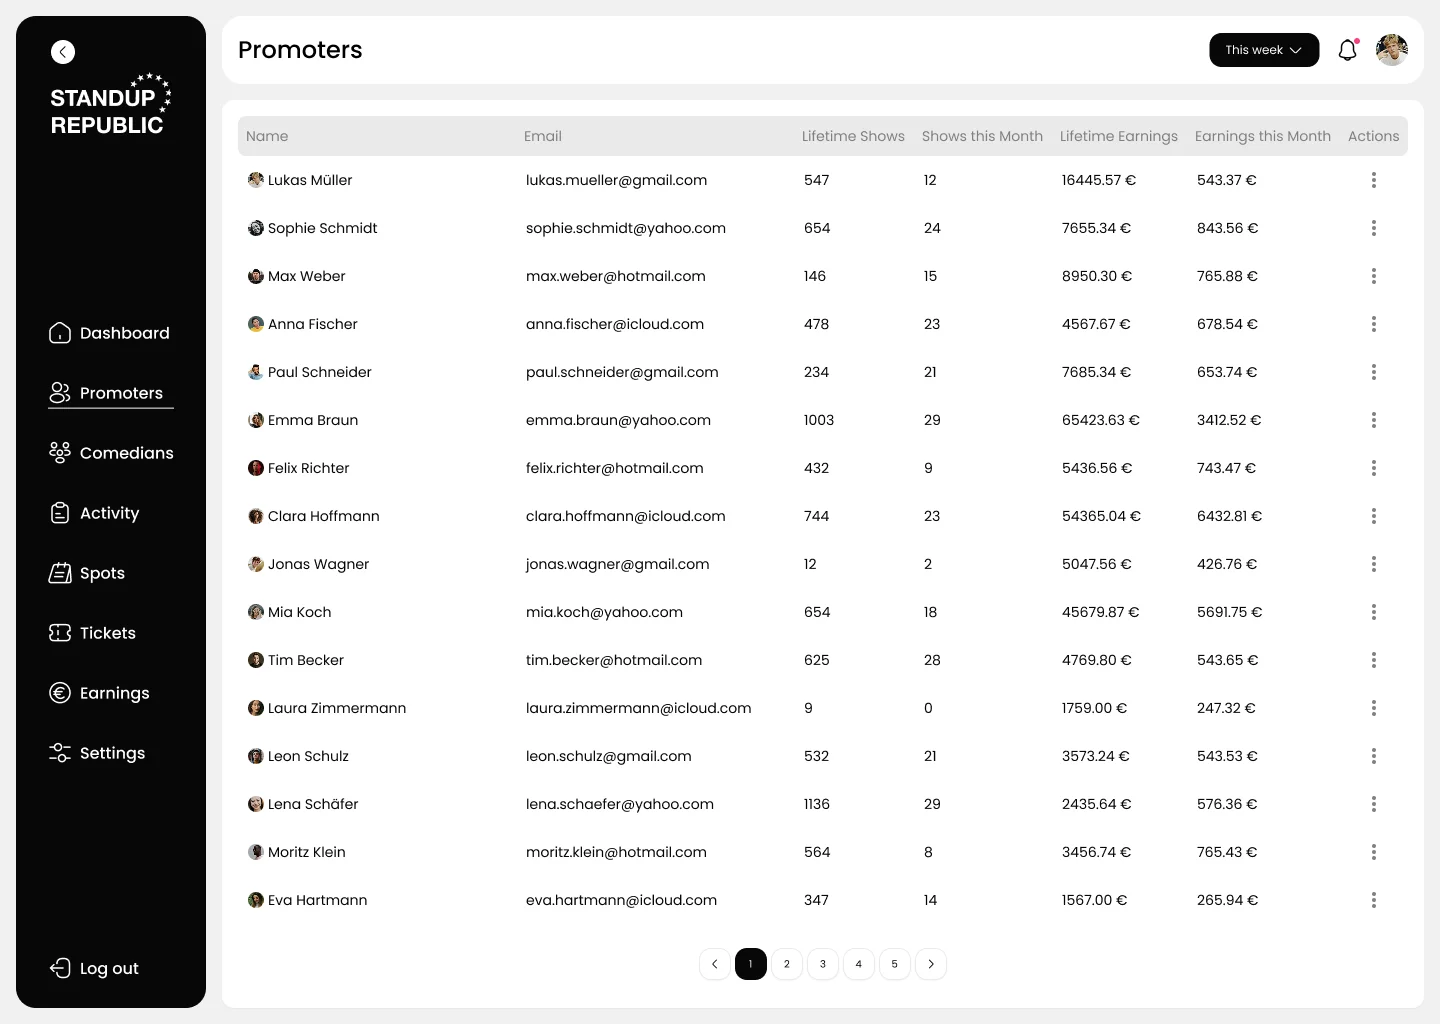 STANDUP
REPUBLIC
Dashboard
Promoters
Comedians
Activity
Spots
Tickets
Earnings
Settings
Log out
Promoters
This week
Name Email Lifetime Shows Shows this Month Lifetime Earnings Earnings this Month Actions
Lukas Müller lukas.mueller@gmail.com 547 12 16445.57 € 543.37 €
Sophie Schmidt sophie.schmidt@yahoo.com 654 24 7655.34 € 843.56 €
Max Weber max.weber@hotmail.com 146 15 8950.30 € 765.88 €
Anna Fischer anna.fischer@icloud.com 478 23 4567.67 € 678.54 €
Paul Schneider paul.schneider@gmail.com 234 21 7685.34 € 653.74 €
Emma Braun emma.braun@yahoo.com 1003 29 65423.63 € 3412.52 €
Felix Richter felix.richter@hotmail.com 432 9 5436.56 € 743.47 €
Clara Hoffmann clara.hoffmann@icloud.com 744 23 54365.04 € 6432.81 €
Jonas Wagner jonas.wagner@gmail.com 12 2 5047.56 € 426.76 €
Mia Koch mia.koch@yahoo.com 654 18 45679.87 € 5691.75 €
Tim Becker tim.becker@hotmail.com 625 28 4769.80 € 543.65 €
Laura Zimmermann laura.zimmermann@icloud.com 9 0 1759.00 € 247.32 €
Leon Schulz leon.schulz@gmail.com 532 21 3573.24 € 543.53 €
Lena Schäfer lena.schaefer@yahoo.com 1136 29 2435.64 € 576.36 €
Moritz Klein moritz.klein@hotmail.com 564 8 3456.74 € 765.43 €
Eva Hartmann eva.hartmann@icloud.com 347 14 1567.00 € 265.94 €
1 2 3 4 5